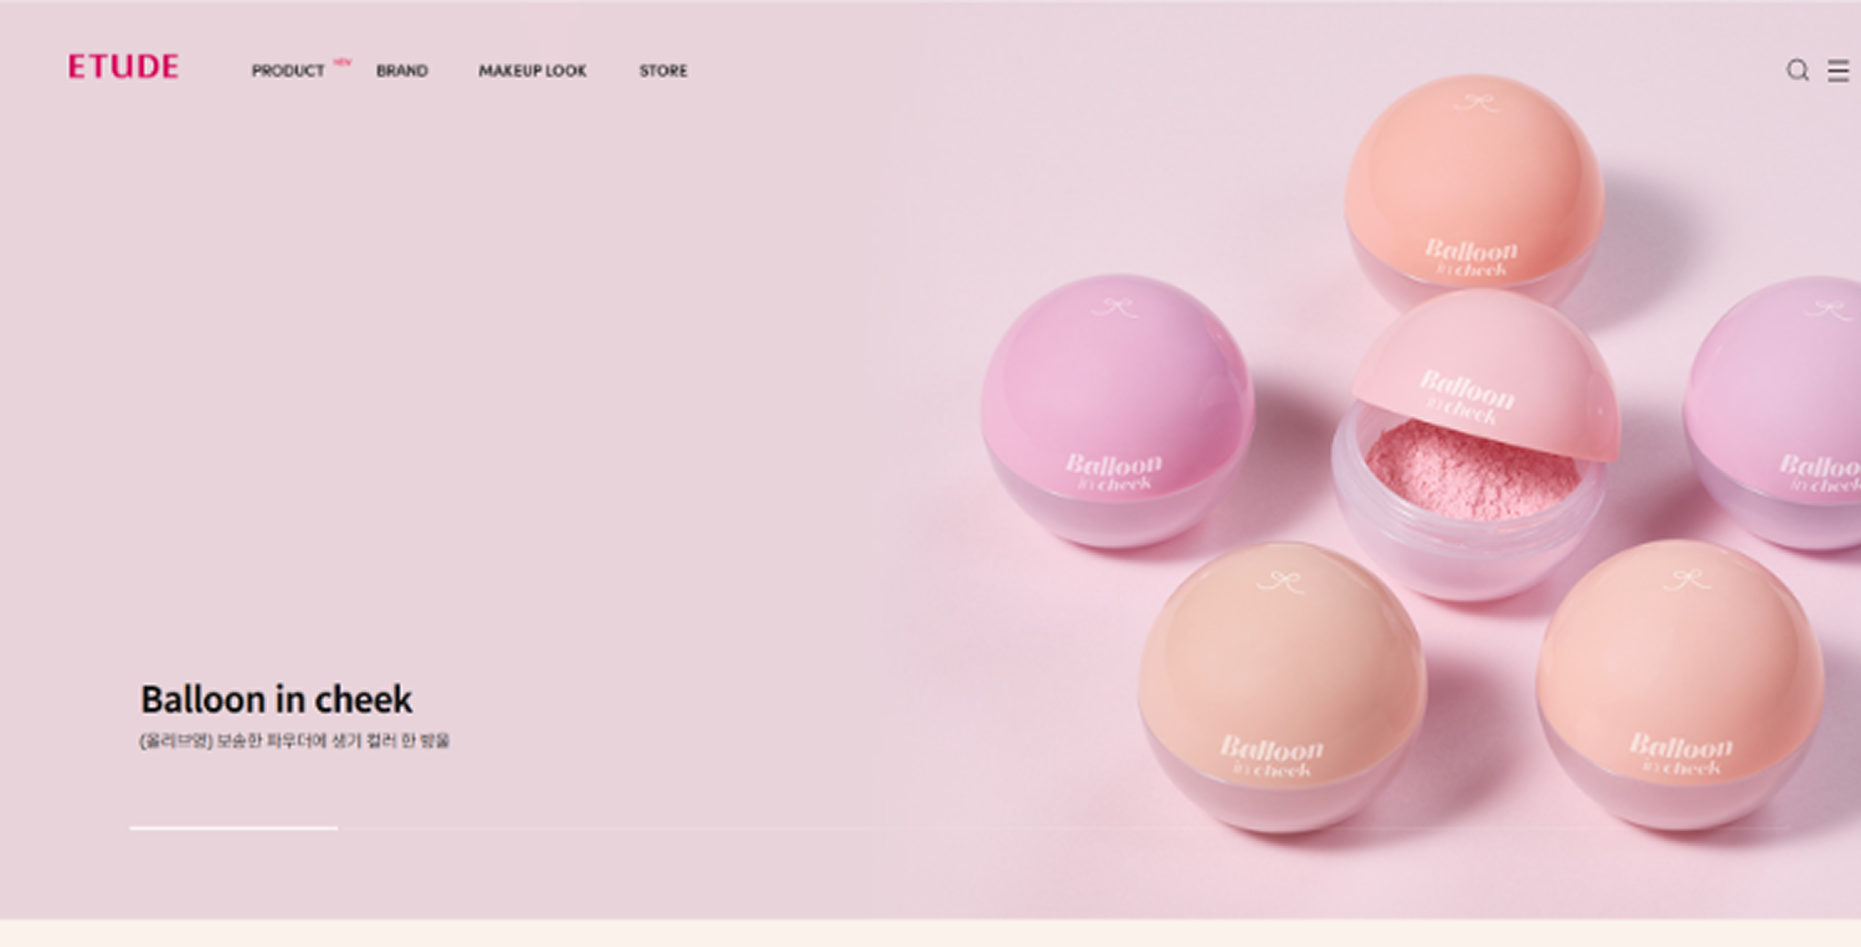 ETUDE
PRODUCT NEW BRAND MAKEUP LOOK STORE
Balloon
in cheek
Balloon
in cheek
Balloon
in cheek
Balloon
in cheek
Balloon
in cheek
Balloon
in cheek
Balloon in cheek
(올리브영) 보송한 파우더에 생기 컬러 한 방울